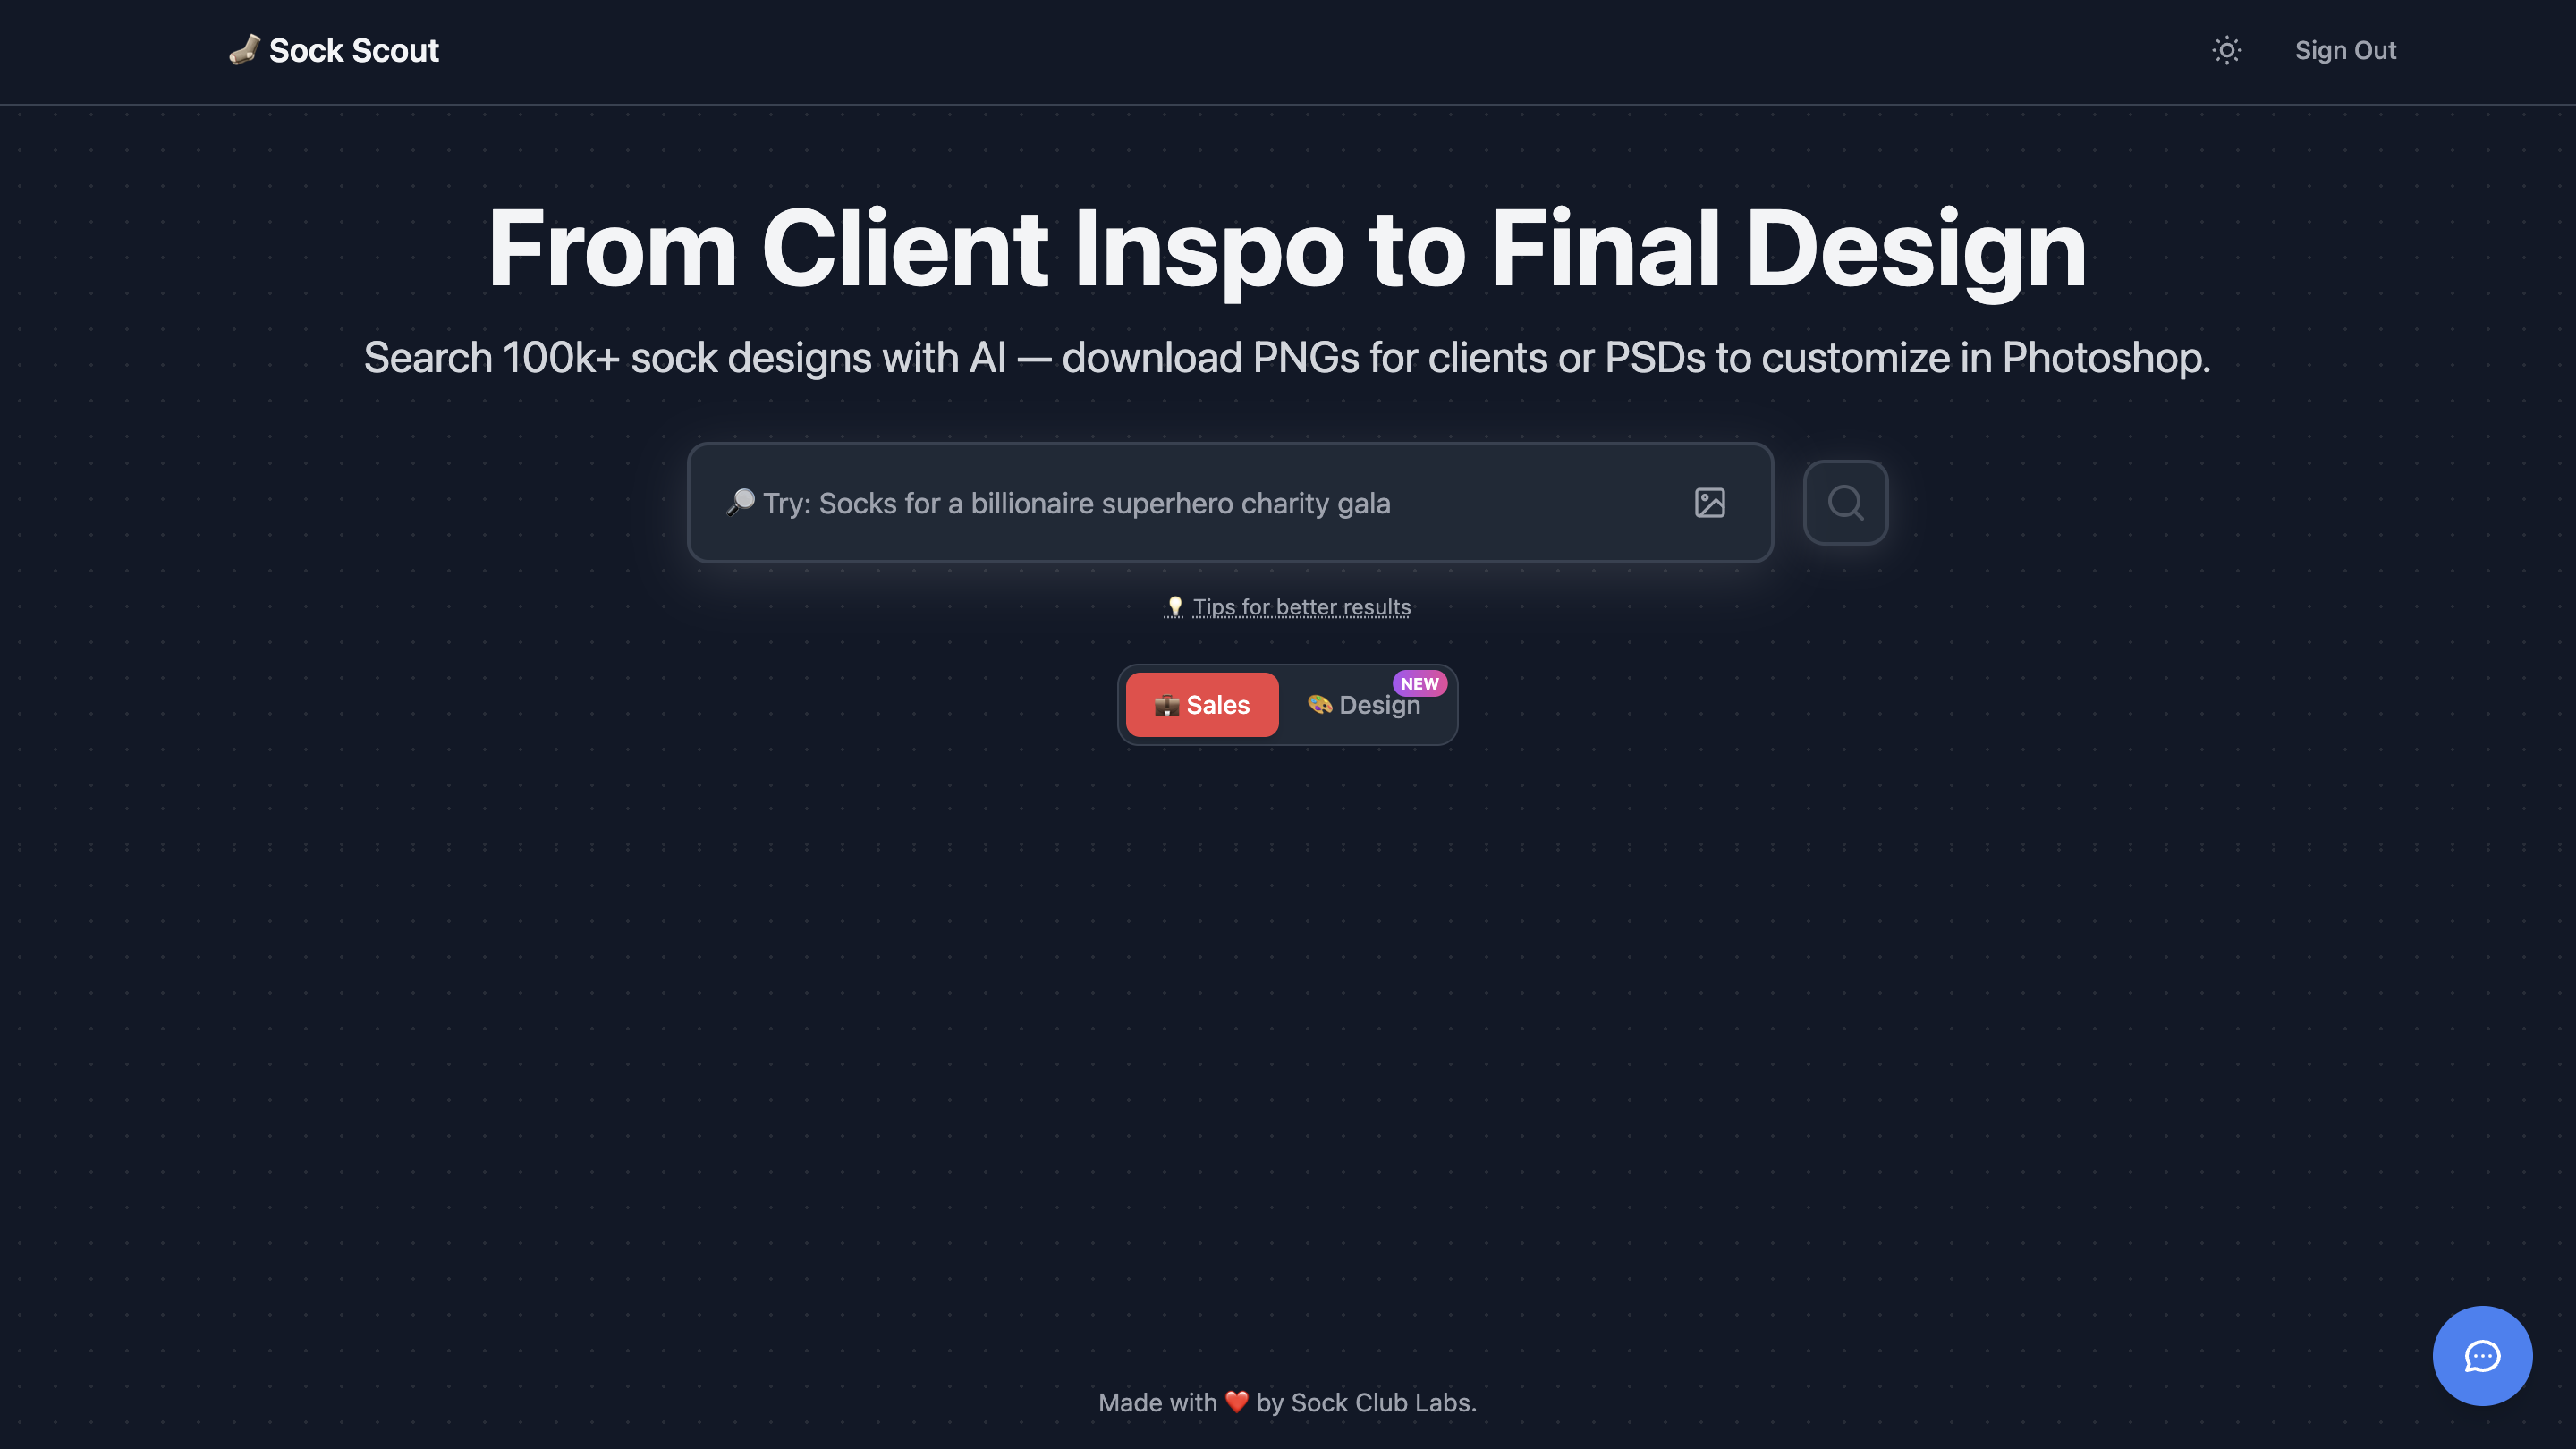 Sock Scout
Sign Out
From Client Inspo to Final Design
Search 100k+ sock designs with AI — download PNGs for clients or PSDs to customize in Photoshop.
🔎 Try: Socks for a billionaire superhero charity gala
💡 Tips for better results
💼 Sales
🎨 Design
NEW
Made with ❤️ by Sock Club Labs.